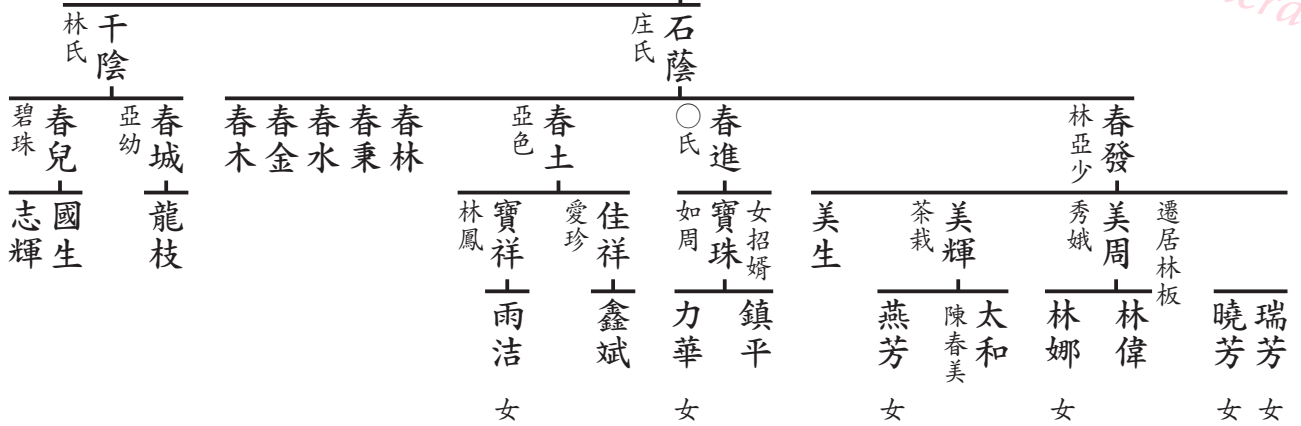 石蔭
庄氏
干陰
林氏
春發
林亞少
春進
〇氏
春土
亞色
春林
春秉
春水
春金
春木
春城
亞幼
春兒
碧珠
遷居林板
美周
秀娥
美輝
茶栽
美生
女招婿
寶珠
如周
佳祥
愛珍
寶祥
林鳳
龍枝
國生
志輝
瑞芳 女
曉芳 女
林偉
林娜 女
太和
陳春美
燕芳 女
鎮平
力華 女
鑫斌
雨洁 女